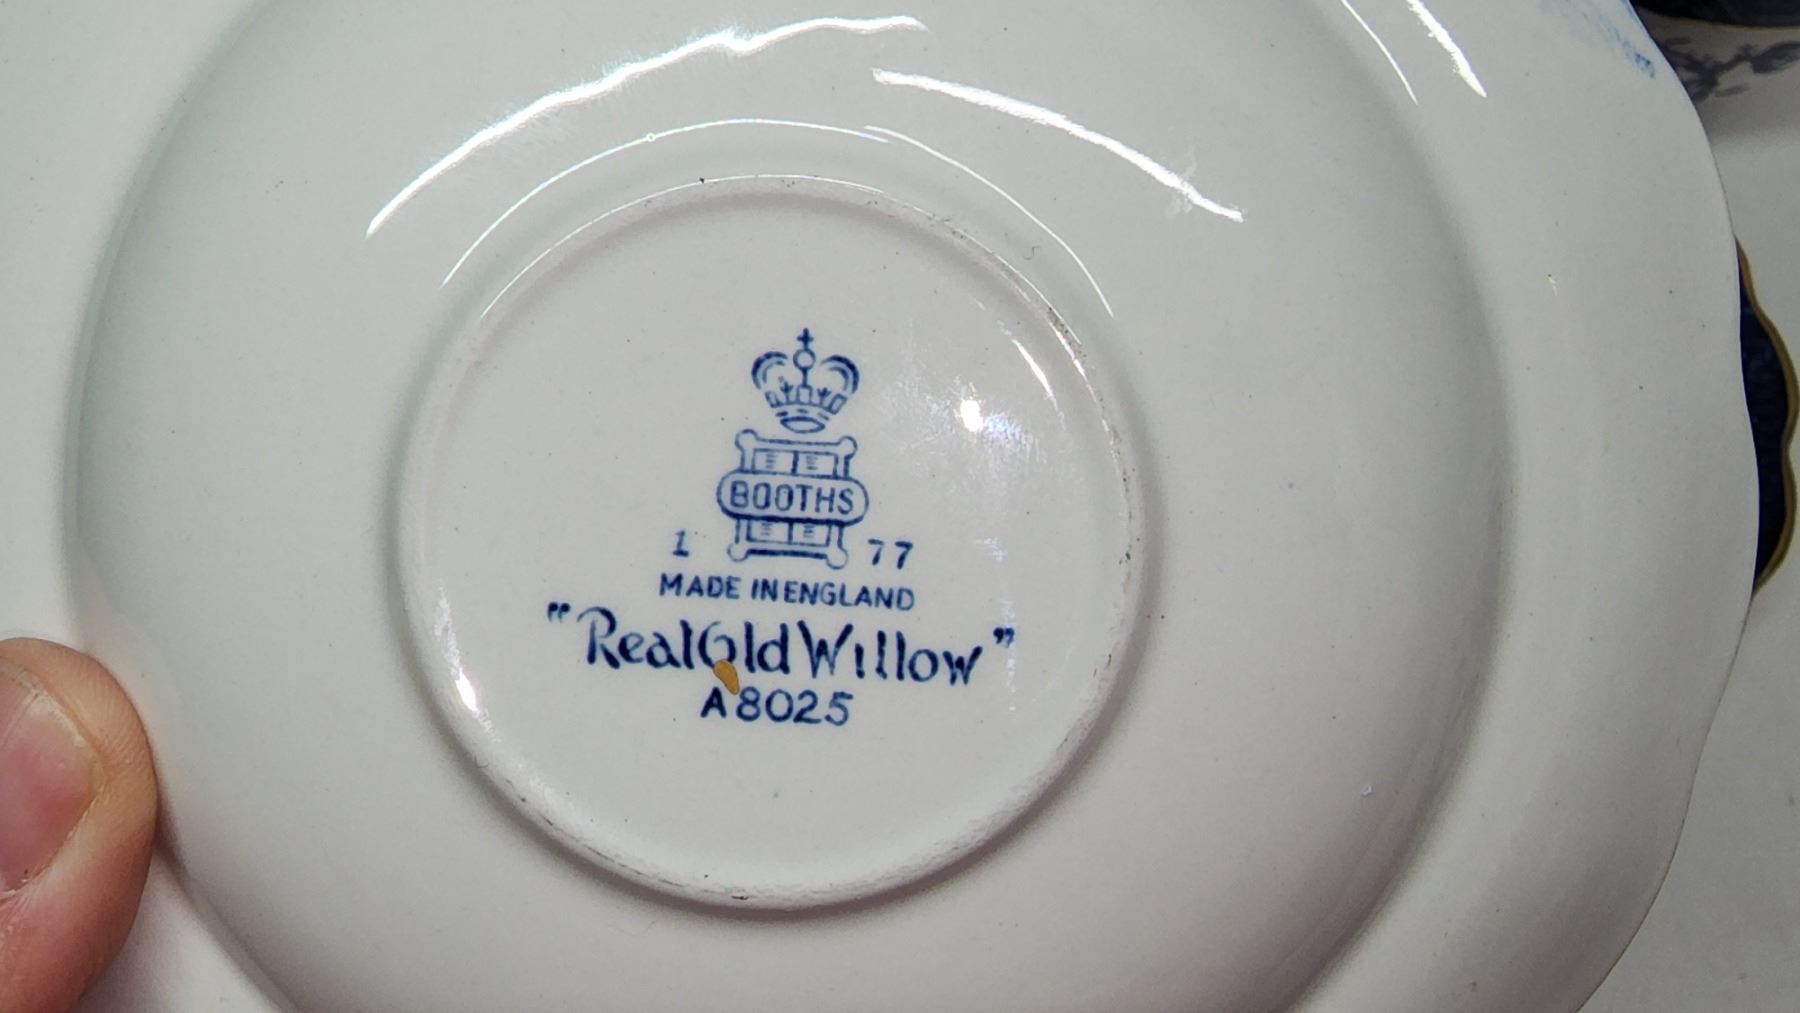 BOOTHS
1 77
MADE IN ENGLAND
"Real Old Willow"
A8025